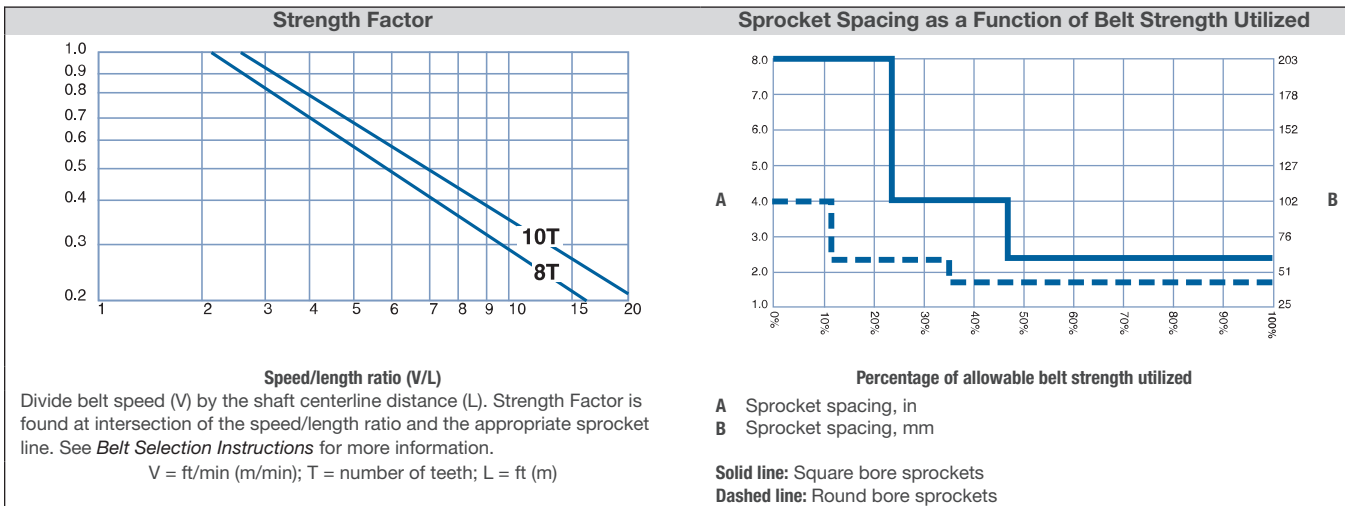 Strength Factor
1.0
0.9
0.8
0.7
0.6
0.5
0.4
0.3
0.2
10T
8T
1 2 3 4 5 6 7 8 9 10 15 20
Speed/length ratio (V/L)
Divide belt speed (V) by the shaft centerline distance (L). Strength Factor is
found at intersection of the speed/length ratio and the appropriate sprocket
line. See Belt Selection Instructions for more information.
V = ft/min (m/min); T = number of teeth; L = ft (m)
Sprocket Spacing as a Function of Belt Strength Utilized
8.0 203
7.0 178
6.0 152
5.0 127
A 4.0 102 B
3.0 76
2.0 51
1.0 25
0% 10% 20% 30% 40% 50% 60% 70% 80% 90% 100%
Percentage of allowable belt strength utilized
A Sprocket spacing, in
B Sprocket spacing, mm
Solid line: Square bore sprockets
Dashed line: Round bore sprockets